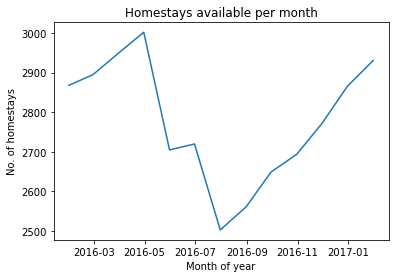 Homestays available per month
No. of homestays
3000
2900
2800
2700
2600
2500
2016-03 2016-05 2016-07 2016-09 2016-11 2017-01
Month of year